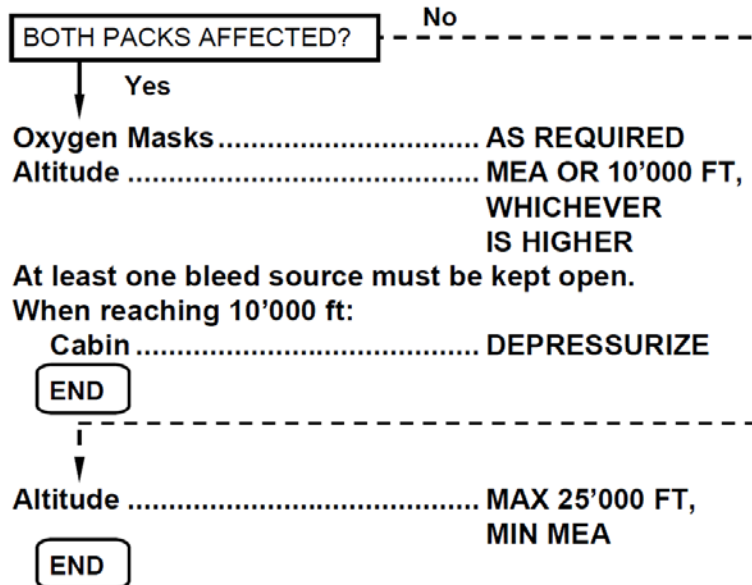 No
BOTH PACKS AFFECTED?
Yes
Oxygen Masks................................ AS REQUIRED
Altitude ........................................... MEA OR 10'000 FT,
WHICHEVER
IS HIGHER
At least one bleed source must be kept open.
When reaching 10'000 ft:
Cabin.......................................... DEPRESSURIZE
END
Altitude ........................................... MAX 25'000 FT,
MIN MEA
END